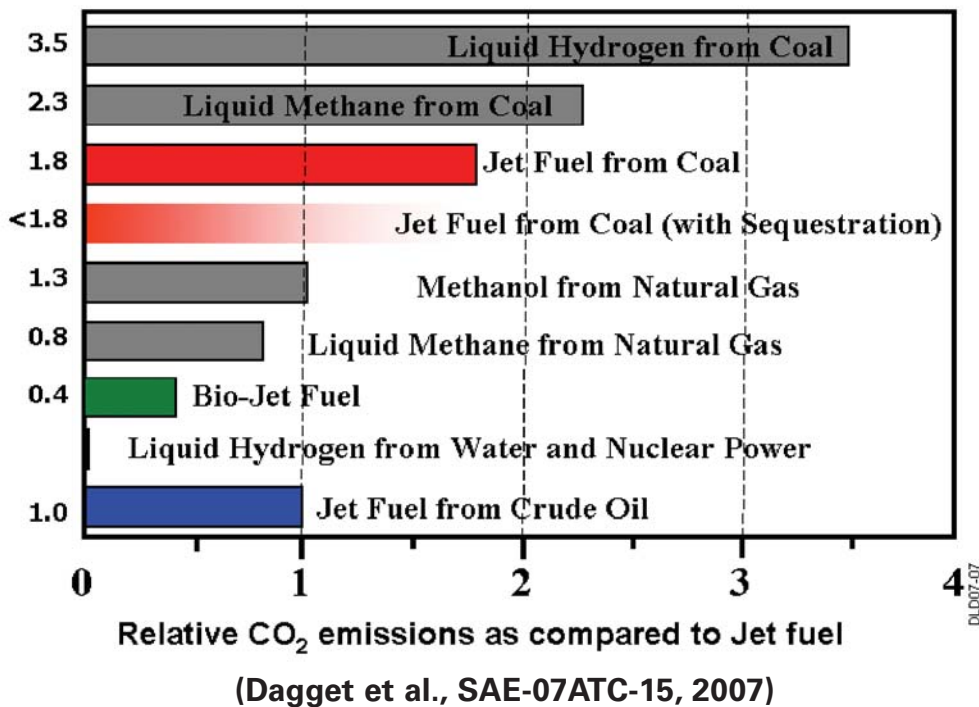 3.5 Liquid Hydrogen from Coal
2.3 Liquid Methane from Coal
1.8 Jet Fuel from Coal
<1.8 Jet Fuel from Coal (with Sequestration)
1.3 Methanol from Natural Gas
0.8 Liquid Methane from Natural Gas
0.4 Bio-Jet Fuel
Liquid Hydrogen from Water and Nuclear Power
1.0 Jet Fuel from Crude Oil
0 1 2 3 4
DLD07-07
Relative CO₂ emissions as compared to Jet fuel
(Dagget et al., SAE-07ATC-15, 2007)